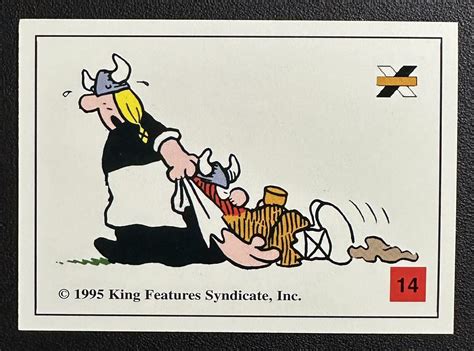 14
© 1995 King Features Syndicate, Inc.